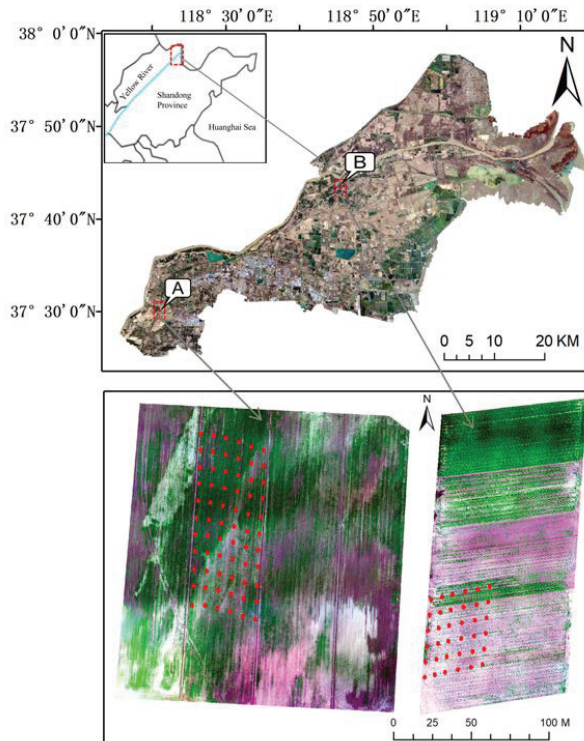 118° 30′0″E
118° 50′0″E
119° 10′0″E
38° 0′0″N
37° 50′0″N
37° 40′0″N
37° 30′0″N
Yellow River
Shandong
Province
Huanghai Sea
N
B
A
0 5 10 20 KM
N
0 25 50 100 M